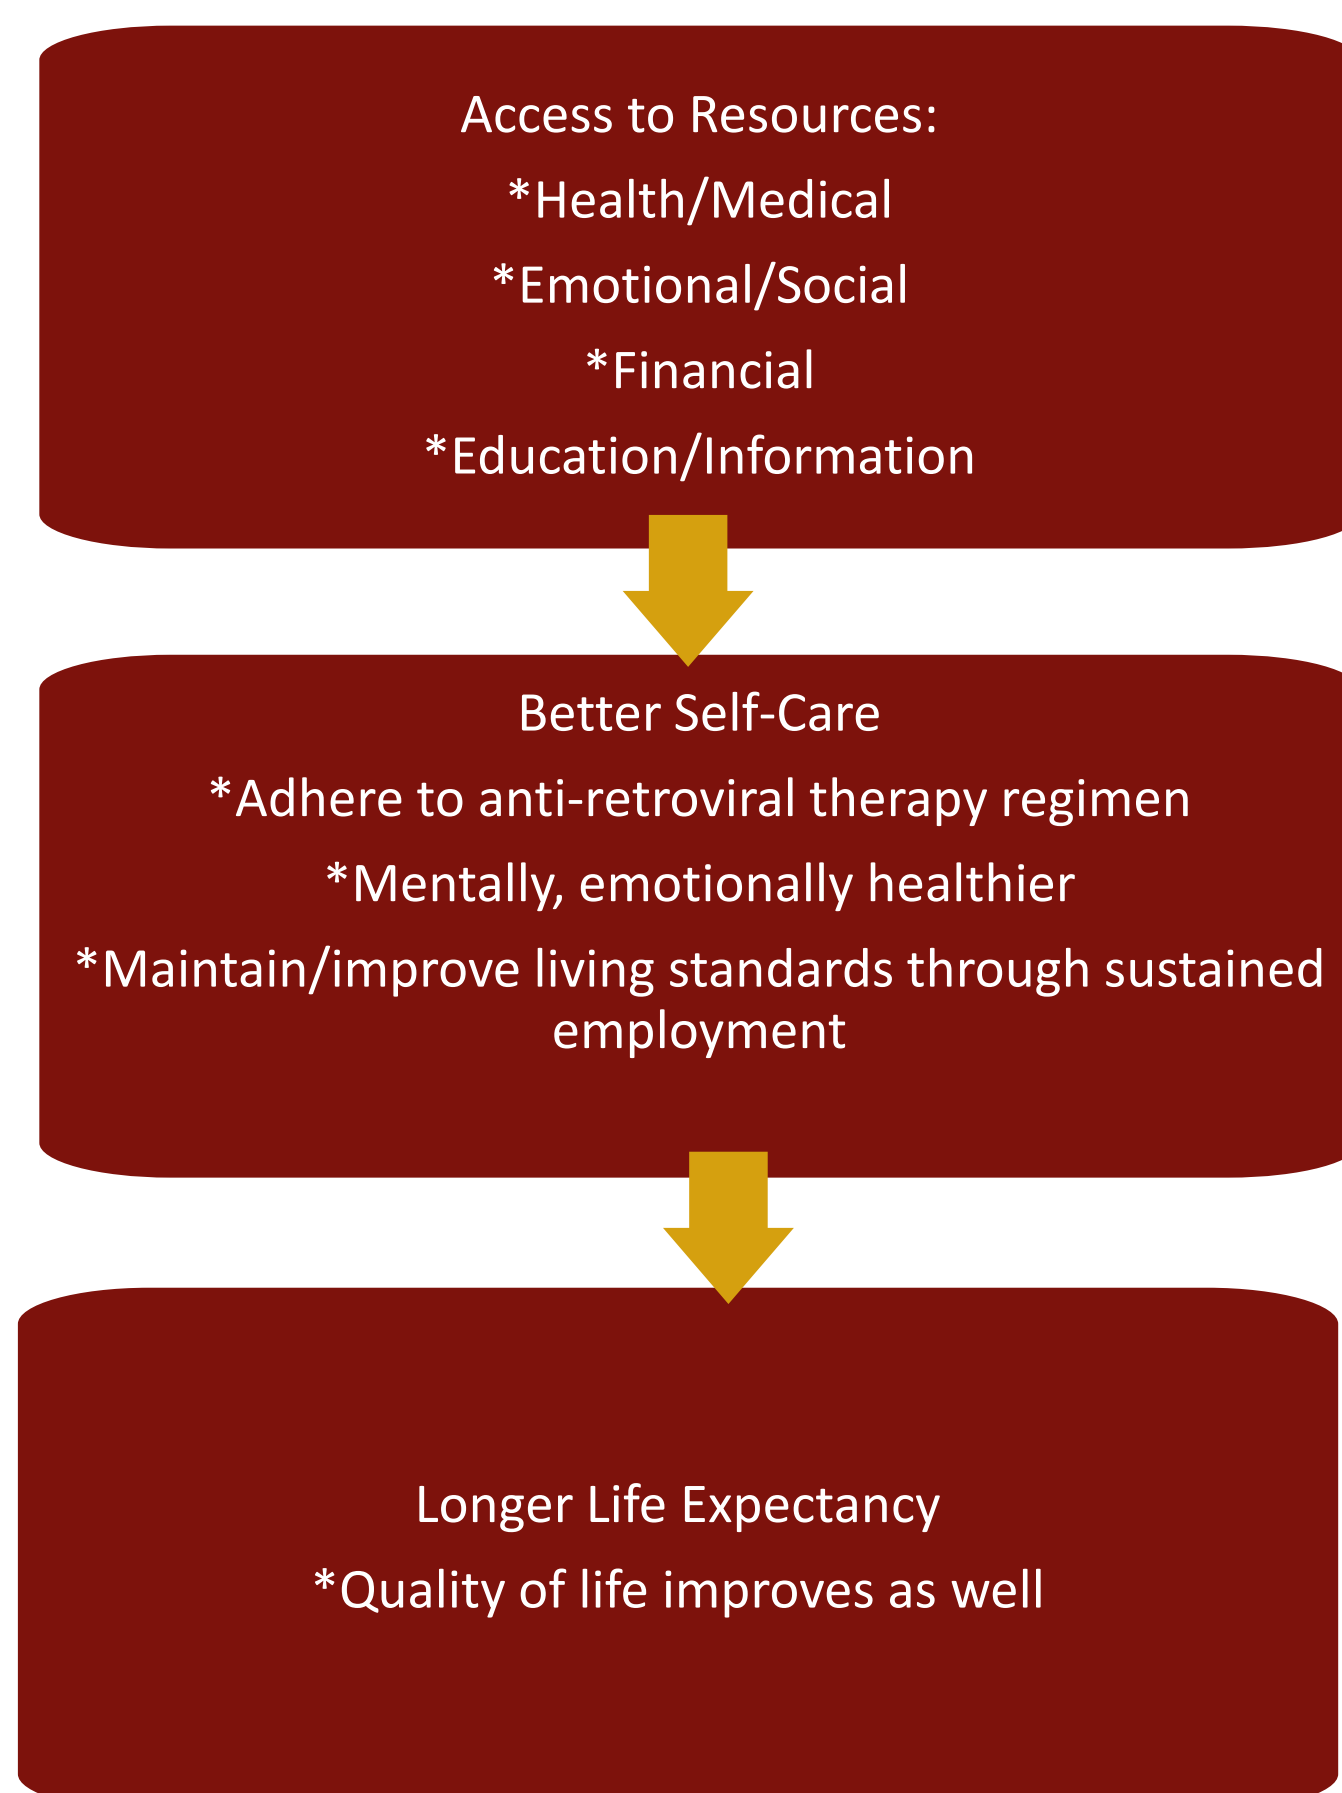 Access to Resources:
*Health/Medical
*Emotional/Social
*Financial
*Education/Information
Better Self-Care
*Adhere to anti-retroviral therapy regimen
*Mentally, emotionally healthier
*Maintain/improve living standards through sustained
employment
Longer Life Expectancy
*Quality of life improves as well